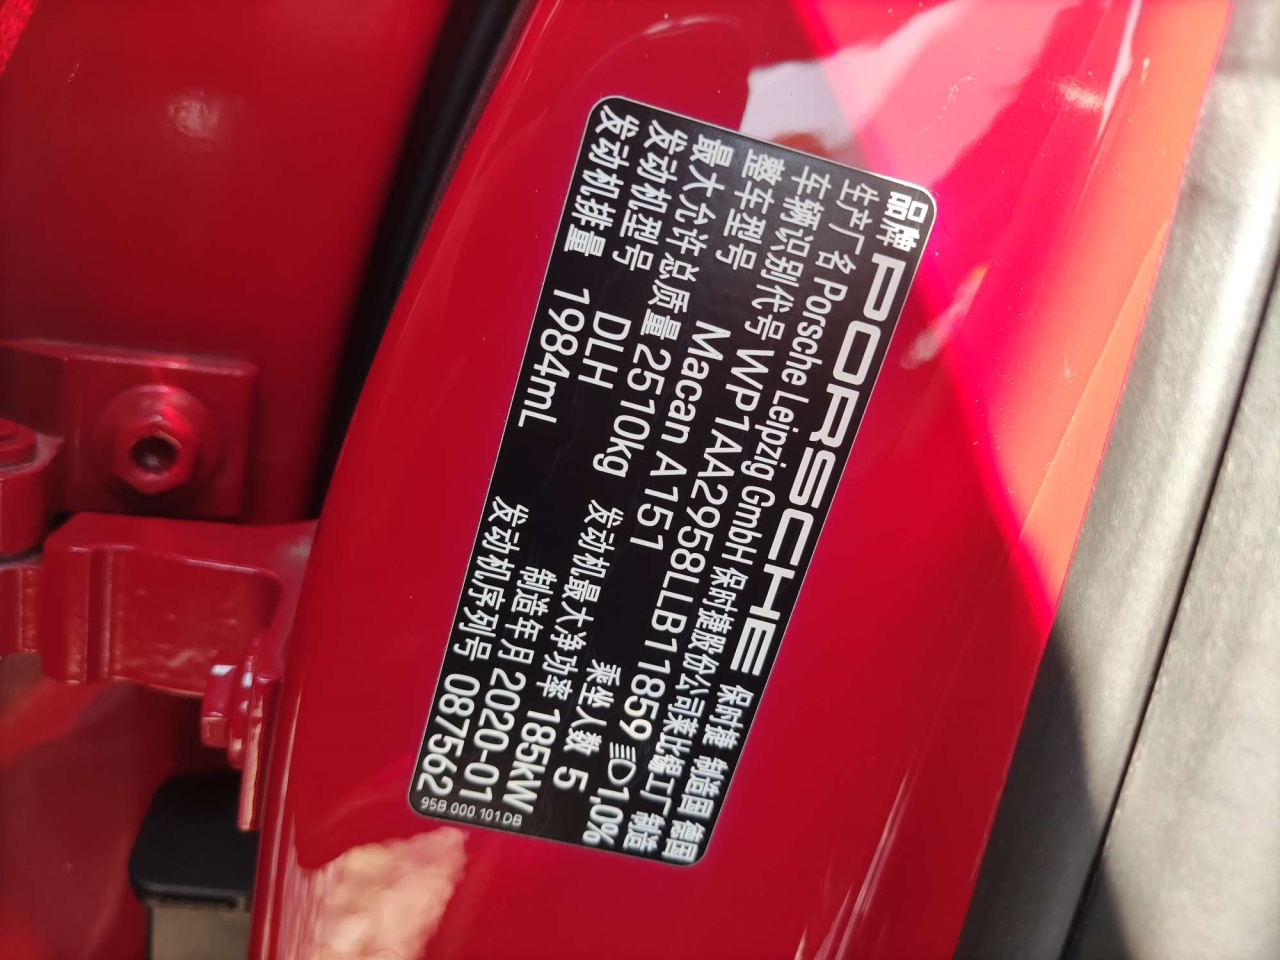 品牌 PORSCHE 保时捷 制造国 德国
生产厂名 Porsche Leipzig GmbH 保时捷股份公司莱比锡工厂 制造
车辆识别代号 WP1AA2958LLB11859 1,0%
整车型号 Macan A151 乘坐人数 5
最大允许总质量 2510kg 发动机最大净功率 185kW
发动机型号 DLH 制造年月 2020-01
发动机排量 1984mL 发动机序列号 087562
95B.000.101.DB